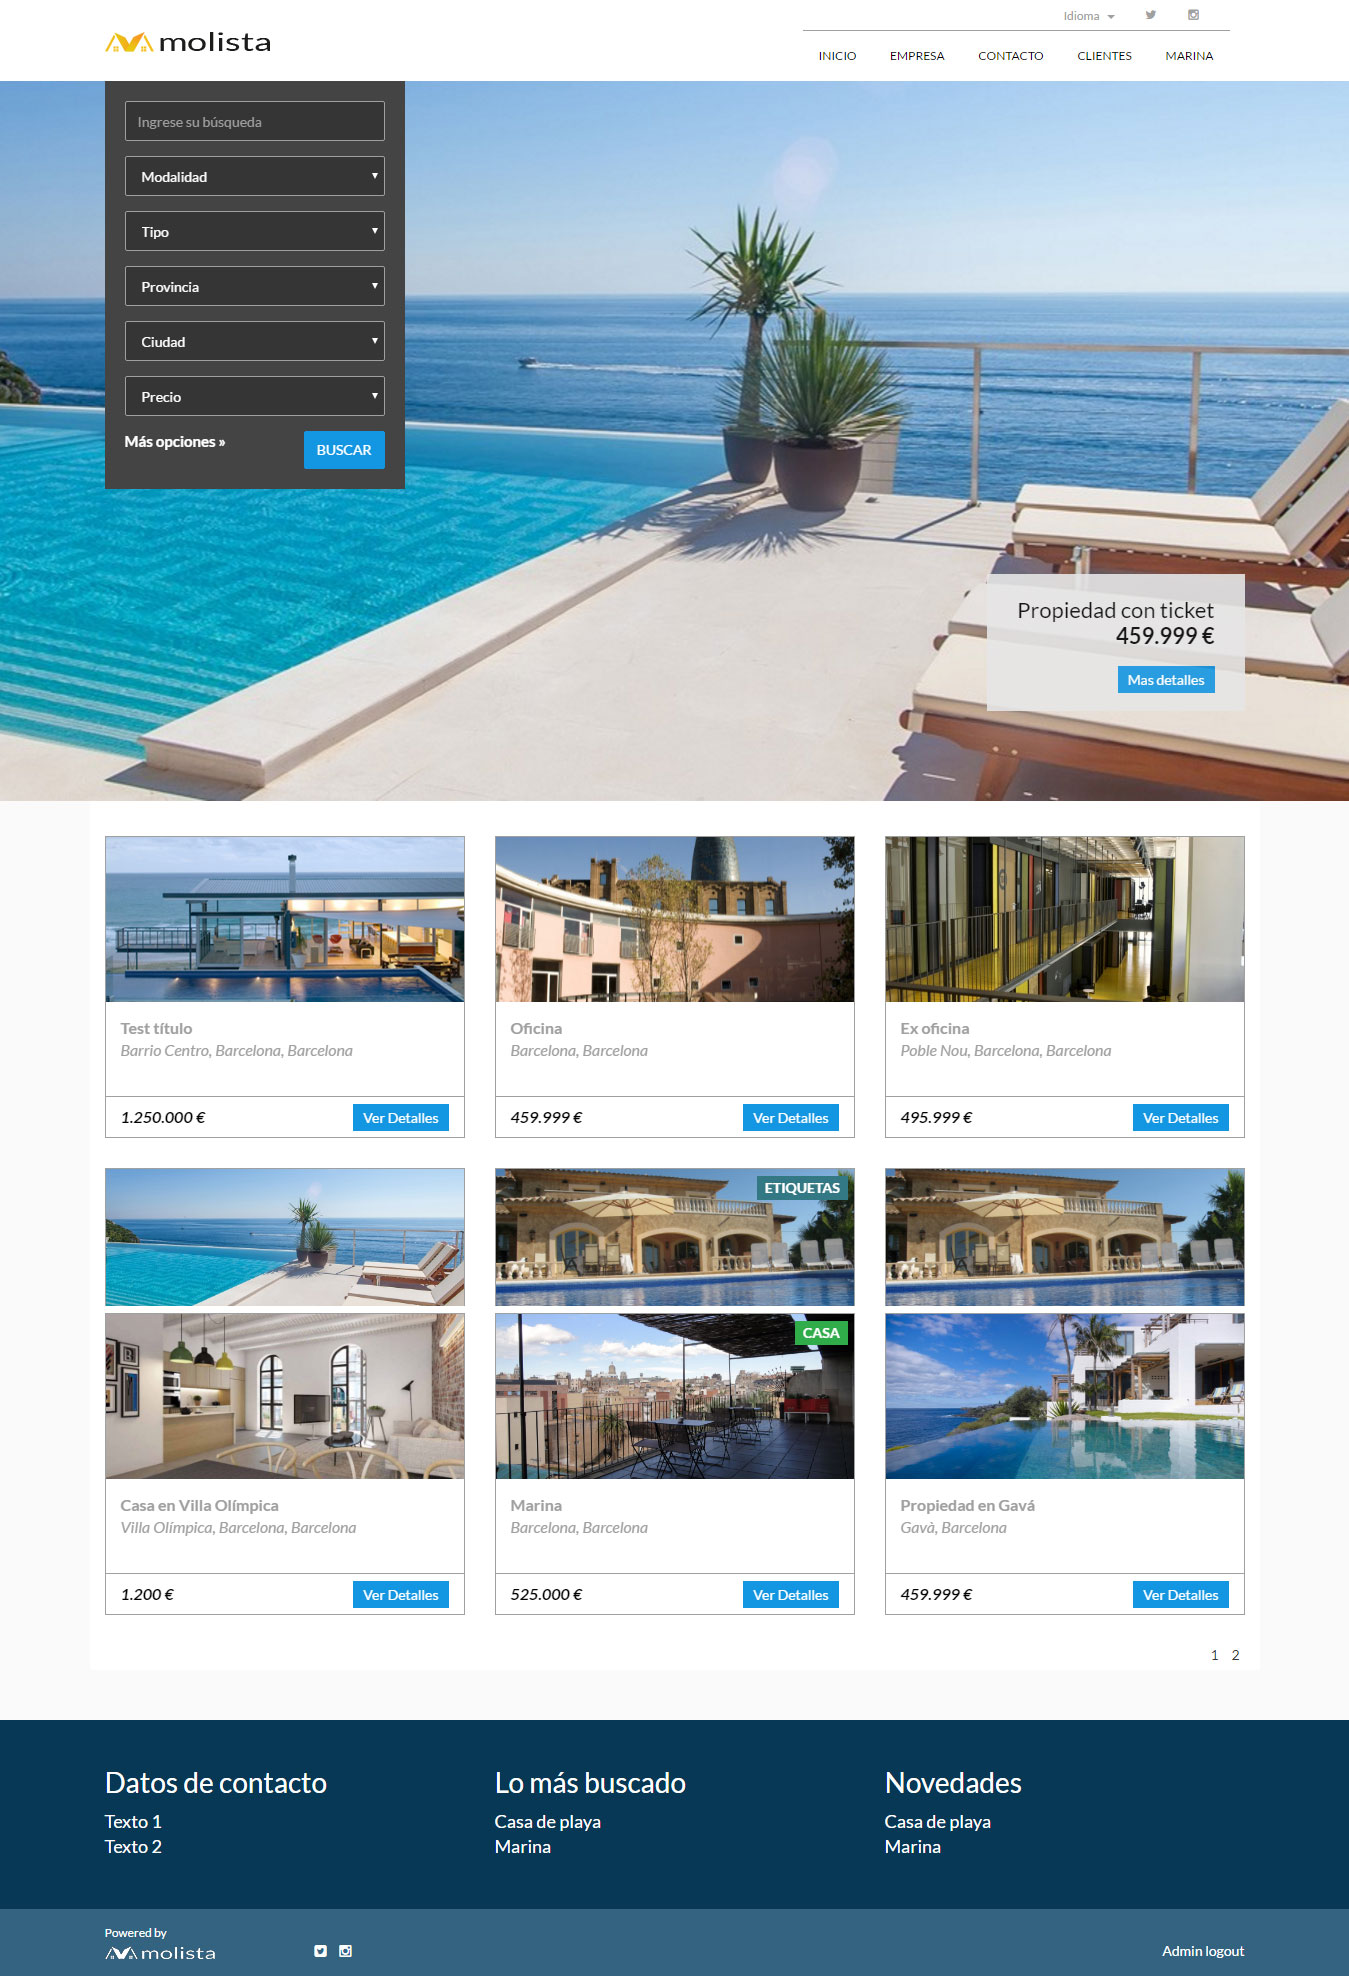 Idioma
molista
INICIO EMPRESA CONTACTO CLIENTES MARINA
Ingrese su búsqueda
Modalidad
Tipo
Provincia
Ciudad
Precio
Más opciones »
BUSCAR
Propiedad con ticket
459.999 €
Mas detalles
Test título
Barrio Centro, Barcelona, Barcelona
1.250.000 €
Ver Detalles
Oficina
Barcelona, Barcelona
459.999 €
Ver Detalles
Ex oficina
Poble Nou, Barcelona, Barcelona
495.999 €
Ver Detalles
ETIQUETAS
Casa en Villa Olímpica
Villa Olímpica, Barcelona, Barcelona
1.200 €
Ver Detalles
CASA
Marina
Barcelona, Barcelona
525.000 €
Ver Detalles
Propiedad en Gavá
Gavà, Barcelona
459.999 €
Ver Detalles
1 2
Datos de contacto
Texto 1
Texto 2
Lo más buscado
Casa de playa
Marina
Novedades
Casa de playa
Marina
Powered by
molista
Admin logout